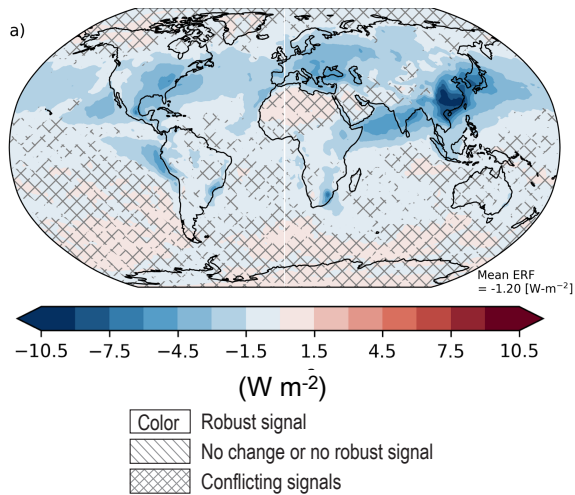 a)
Mean ERF
= -1.20 [W-m⁻²]
−10.5 −7.5 −4.5 −1.5 1.5 4.5 7.5 10.5
(W m⁻²)
Color Robust signal
No change or no robust signal
Conflicting signals